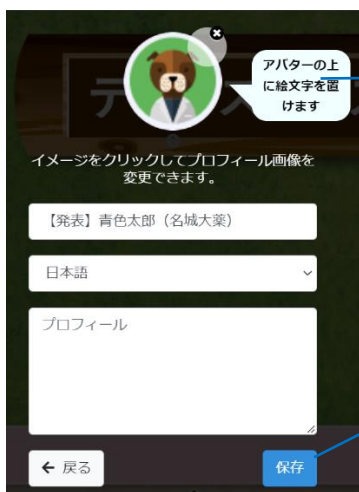 アバターの上
に絵文字を置
けます
イメージをクリックしてプロフィール画像を
変更できます。
【発表】青色太郎（名城大薬）
日本語
プロフィール
← 戻る
保存